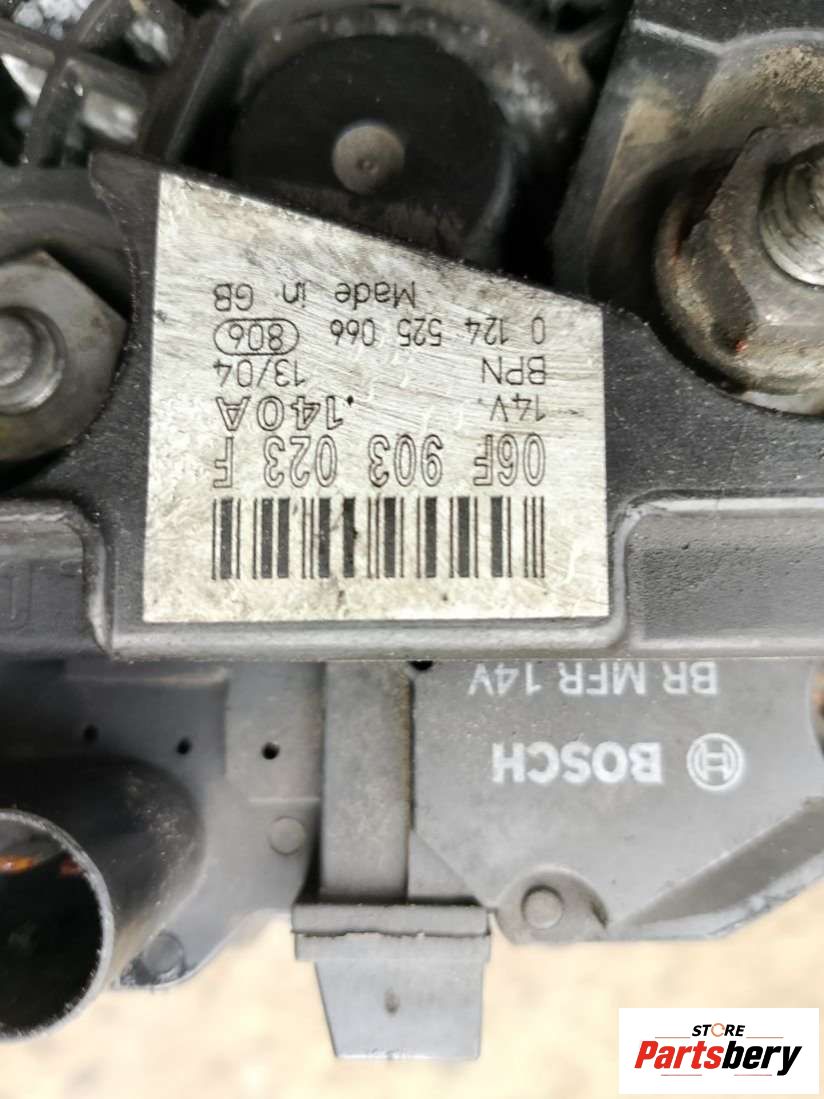 06F 903 023 F
14V. .140A
BPN 13/04
0 124 525 066 806
Made in GB
BOSCH
BR MFR 14V
STORE
Partsbery